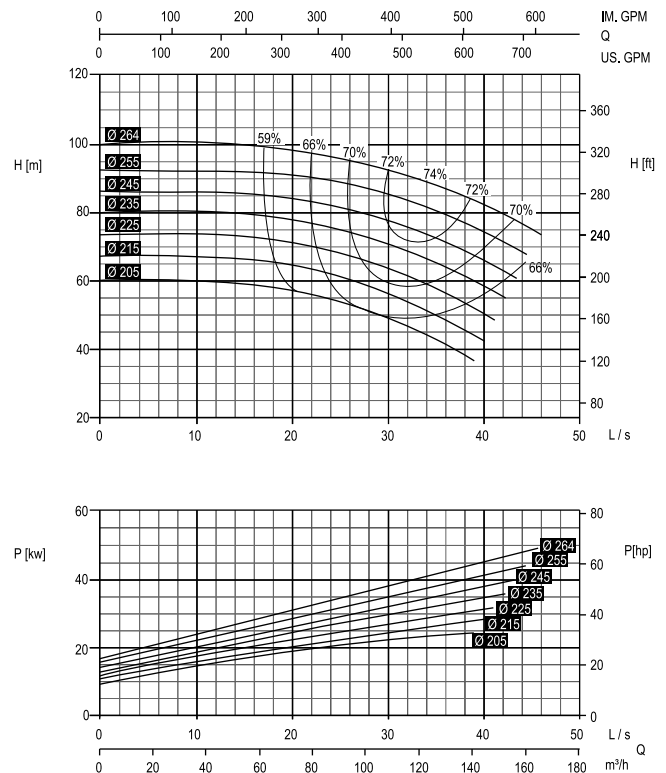 0 100 200 300 400 500 600 IM. GPM
Q
0 100 200 300 400 500 600 700 US. GPM
120
100
H [m]
80
60
40
20
360
320
H [ft]
280
240
200
160
120
80
Ø 264
Ø 255
Ø 245
Ø 235
Ø 225
Ø 215
Ø 205
59% 66% 70% 72% 74% 72% 70% 66%
0 10 20 30 40 50 L / s
60
P [kw]
40
20
0
80
P[hp]
60
40
20
0
Ø 264
Ø 255
Ø 245
Ø 235
Ø 225
Ø 215
Ø 205
0 10 20 30 40 50 L / s
Q
0 20 40 60 80 100 120 140 160 180 m³/h